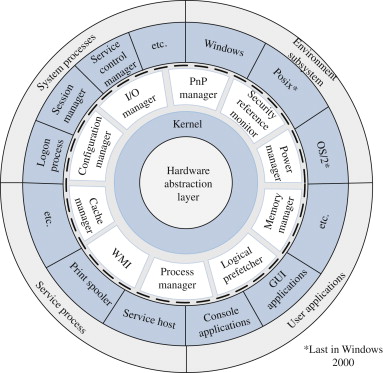 System processes
Environment
subsystem
Service
control
manager
etc.
Windows
Posix*
OS/2*
etc.
Session
manager
Logon
process
etc.
I/O
manager
PnP
manager
Security
reference
monitor
Power
manager
Configuration
manager
Kernel
Hardware
abstraction
layer
Memory
manager
Cache
manager
WMI
Process
manager
Logical
prefetcher
Print spooler
Service host
Console
applications
GUI
applications
Service process
User applications
*Last in Windows
2000